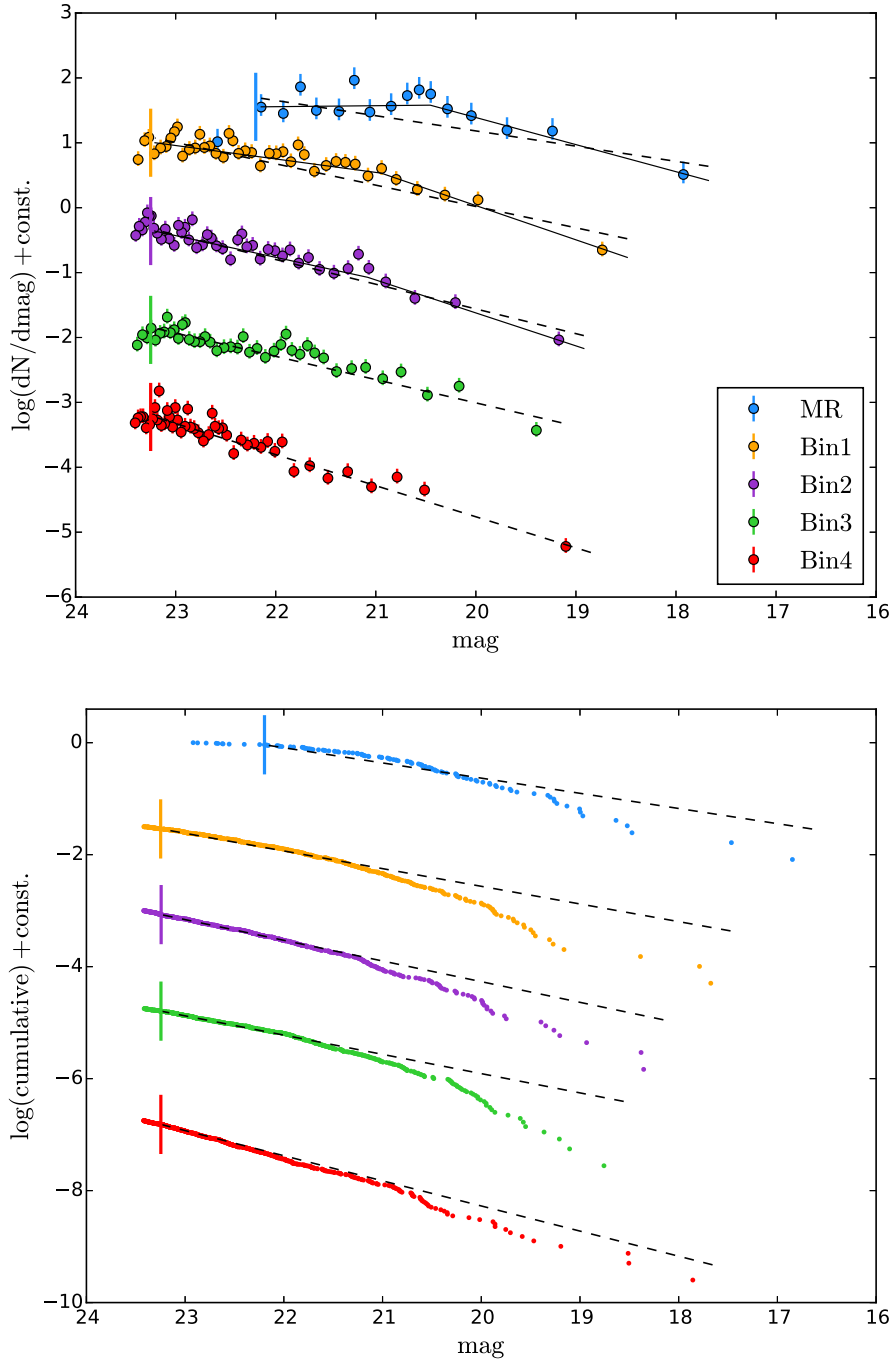 3
2
1
0
−1
−2
−3
−4
−5
−6
log(dN/dmag) +const.
24 23 22 21 20 19 18 17 16
mag
MR
Bin1
Bin2
Bin3
Bin4
0
−2
−4
−6
−8
−10
log(cumulative) +const.
24 23 22 21 20 19 18 17 16
mag